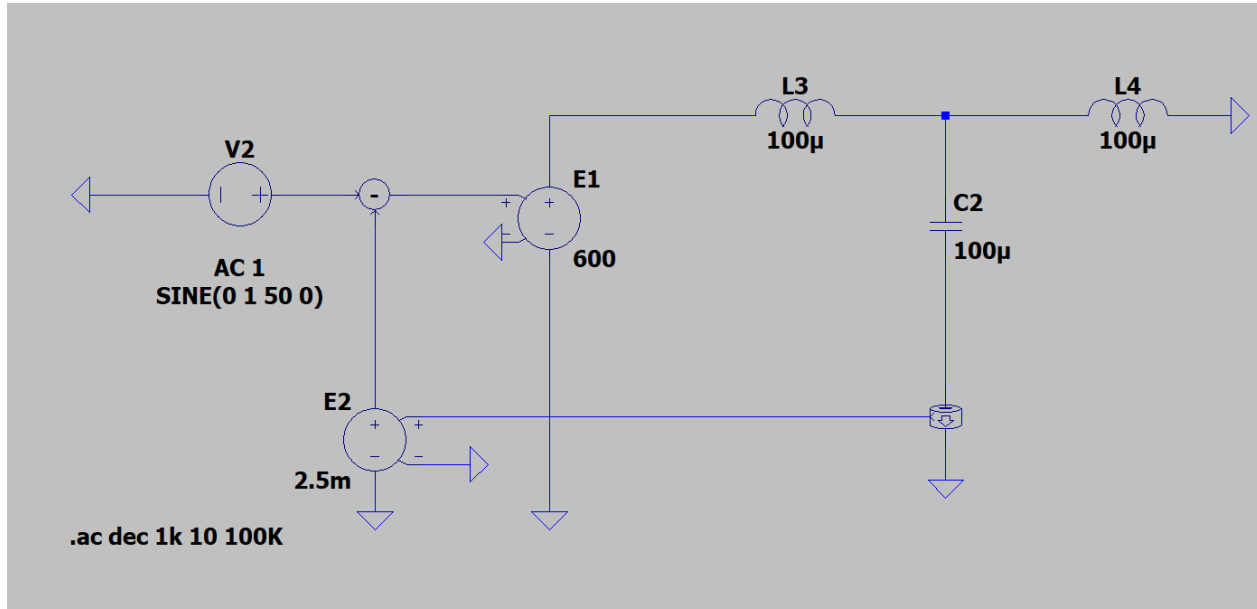 L3
100µ
L4
100µ
V2
AC 1
SINE(0 1 50 0)
-
+
-
E1
600
C2
100µ
E2
2.5m
+
-
+
-
+
-
+
-
.ac dec 1k 10 100K